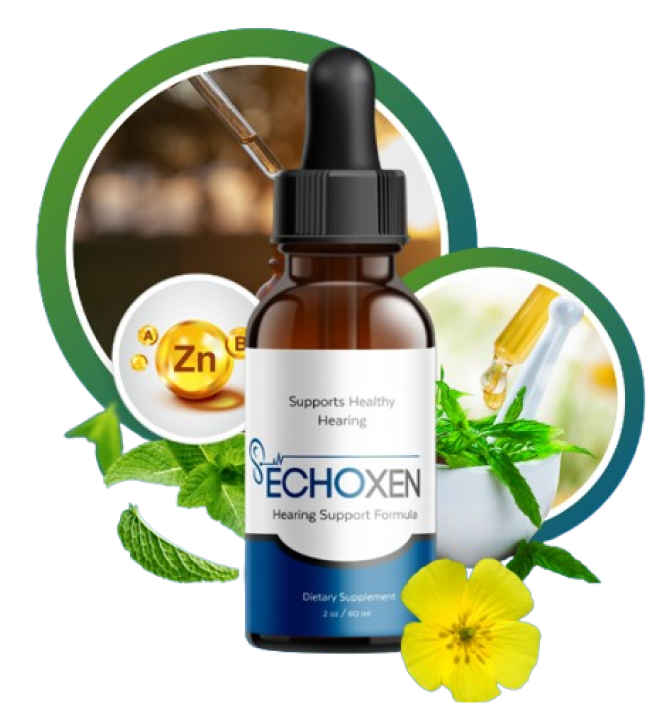 A
Zn
B
Supports Healthy
Hearing
ECHOXEN
Hearing Support Formula
Dietary Supplement
2 oz / 60 ml